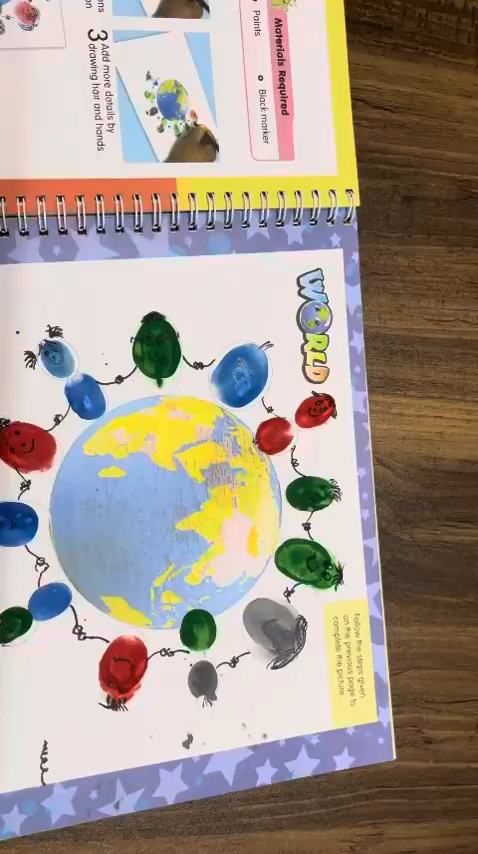 Materials Required
Paints
Black marker
ons
on
3 Add more details by
drawing hair and hands
WORLD
Follow the steps given
on the previous page to
complete the picture.